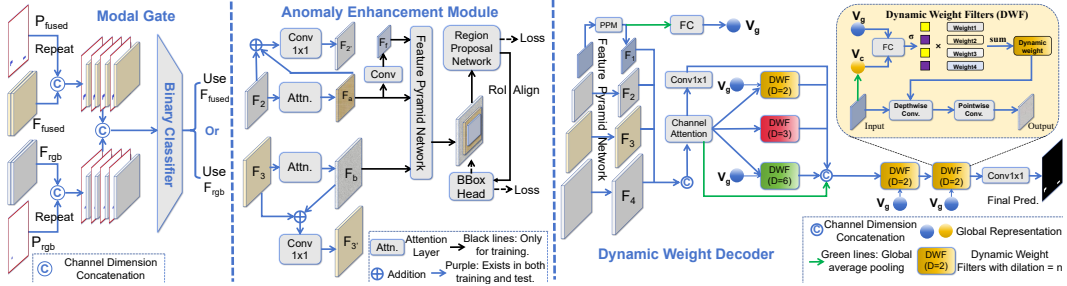 Modal Gate
P_fused
Repeat
F_fused
F_rgb
Repeat
P_rgb
C
C
C
Binary Classifier
Use
F_fused
Or
Use
F_rgb
C Channel Dimension
Concatenation
Anomaly Enhancement Module
Conv
1x1
F_2'
F_f
Conv
F_2
Attn.
F_a
F_3
Attn.
F_b
Conv
1x1
F_3'
Feature Pyramid Network
Region
Proposal
Network
Loss
RoI Align
BBox
Head
Loss
Attn. Attention
Layer
Addition
Black lines: Only
for training.
Purple: Exists in both
training and test.
PPM
FC
V_g
Feature Pyramid Network
F_1
F_2
F_3
F_4
Conv1x1
Channel
Attention
C
V_g
DWF
(D=2)
DWF
(D=3)
V_g
DWF
(D=6)
C
DWF
(D=2)
DWF
(D=2)
V_g
V_g
Conv1x1
Final Pred.
Dynamic Weight Decoder
Dynamic Weight Filters (DWF)
V_g
V_c
FC
σ
×
Weight1
Weight2
Weight3
Weight4
sum
Dynamic
weight
Input
Depthwise
Conv.
Pointwise
Conv.
Output
C Channel Dimension
Concatenation
Global Representation
Green lines: Global
average pooling
DWF
(D=2)
Dynamic Weight
Filters with dilation = n